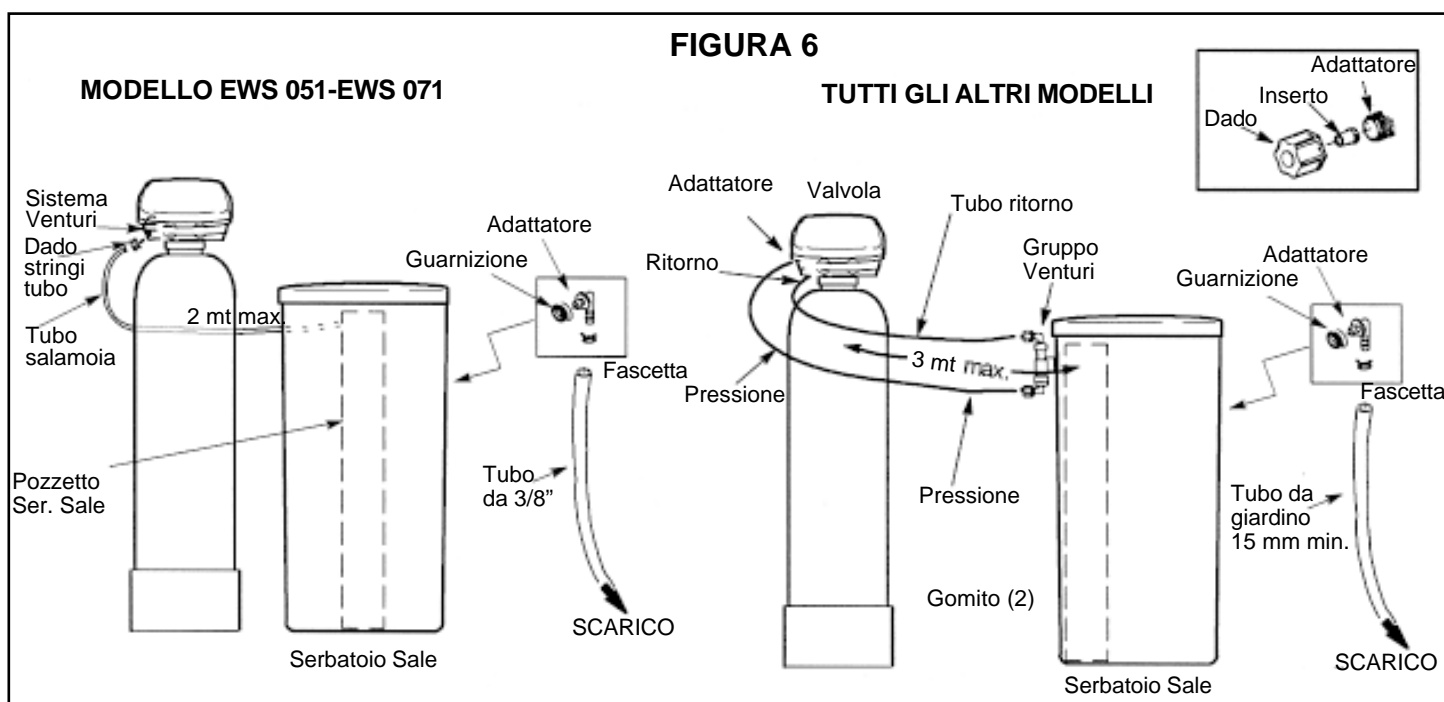 FIGURA 6
MODELLO EWS 051-EWS 071
Sistema
Venturi
Dado
stringi
tubo
Tubo
salamoia
2 mt max.
Pozzetto
Ser. Sale
Serbatoio Sale
Guarnizione
Adattatore
Fascetta
Tubo
da 3/8”
SCARICO
TUTTI GLI ALTRI MODELLI
Dado
Inserto
Adattatore
Adattatore
Valvola
Ritorno
Tubo ritorno
Gruppo
Venturi
3 mt max.
Pressione
Pressione
Gomito (2)
Serbatoio Sale
Guarnizione
Adattatore
Fascetta
Tubo da
giardino
15 mm min.
SCARICO